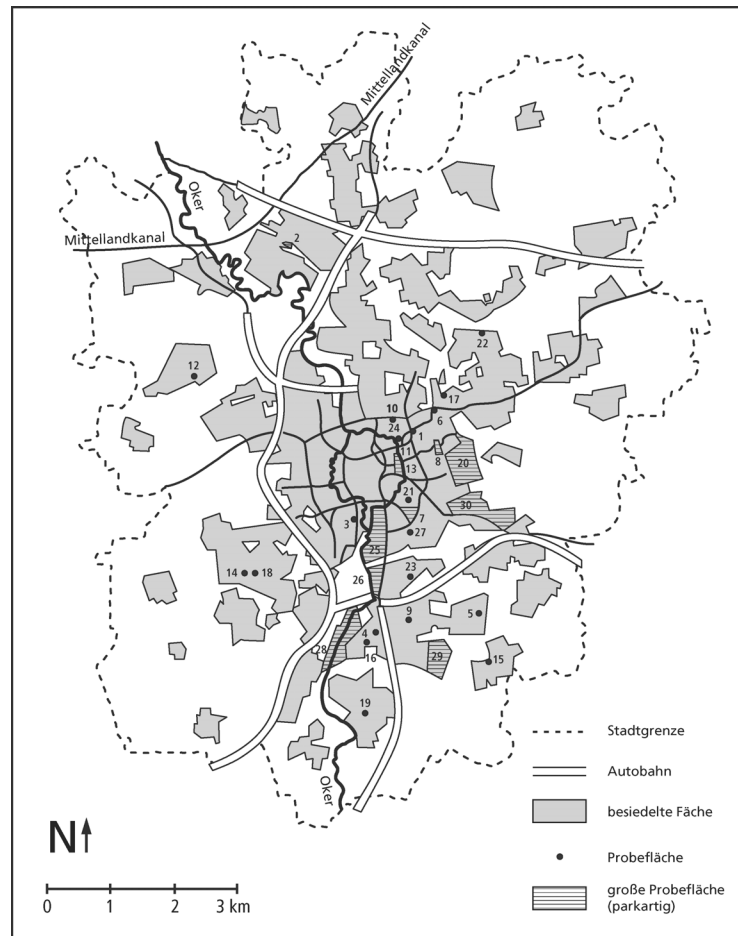 Mittellandkanal
Oker
Mittellandkanal
2
22
12
17
10
6
24
1
11
8
20
13
21
30
3
7
27
25
14
18
26
23
9
5
4
28
16
29
15
19
Oker
Stadtgrenze
Autobahn
besiedelte Fäche
Probefläche
große Probefläche
(parkartig)
N
0 1 2 3 km